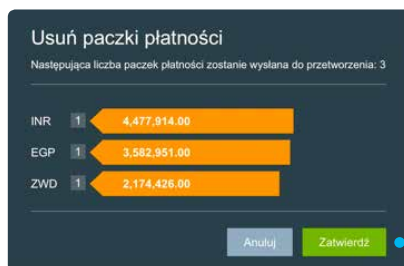 Usuń paczki płatności
Następująca liczba paczek płatności zostanie wysłana do przetworzenia: 3
INR 1 4,477,914.00
EGP 1 3,582,951.00
ZWD 1 2,174,426.00
Anuluj Zatwierdź